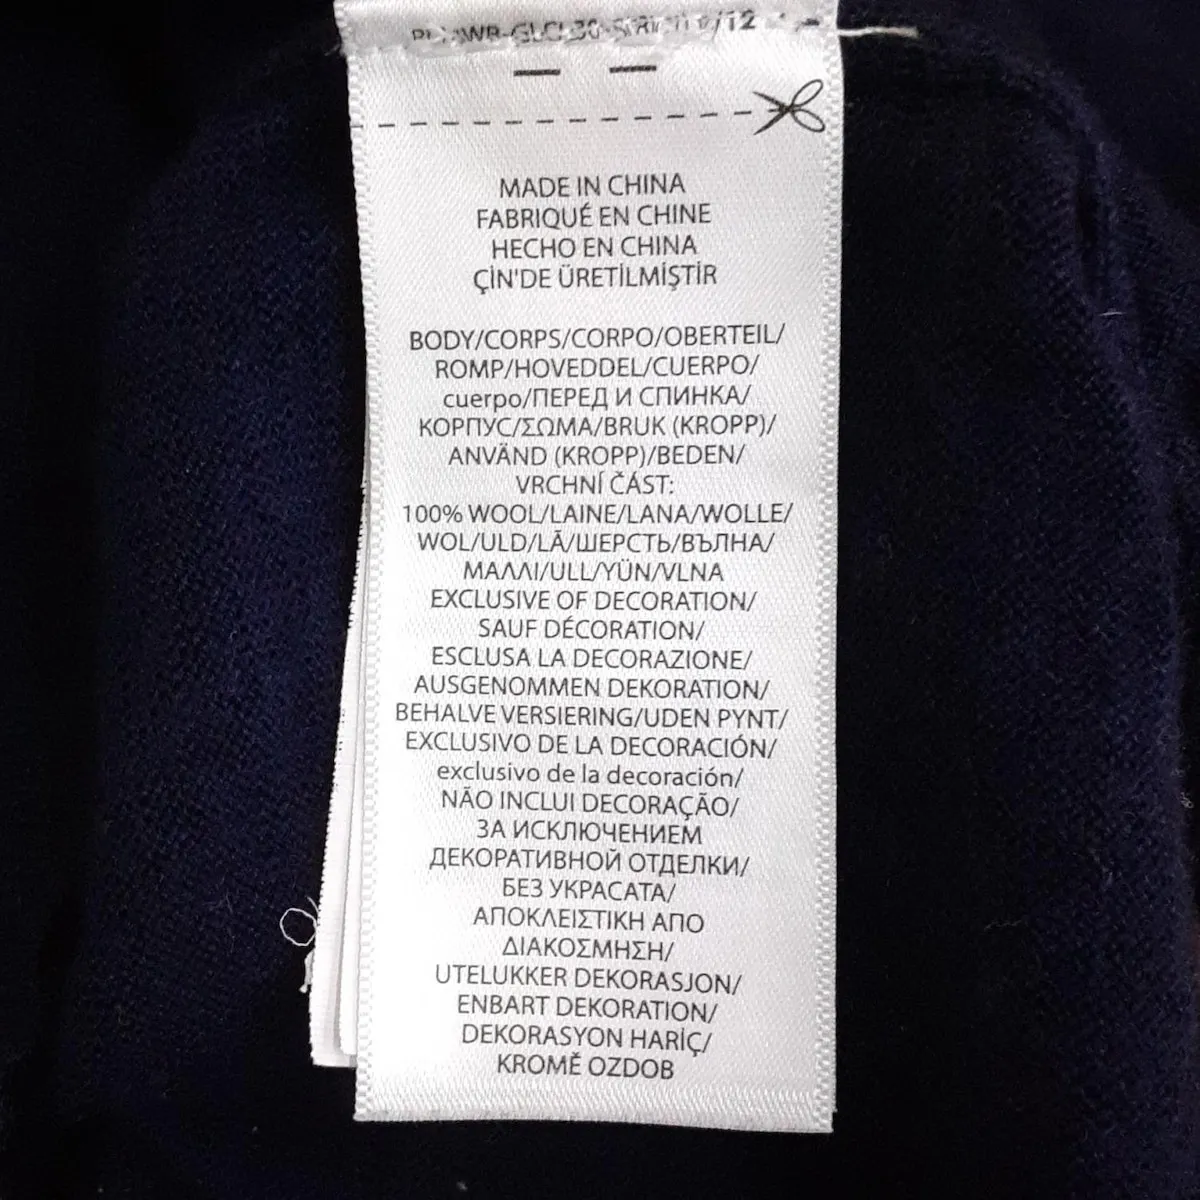 /12
MADE IN CHINA
FABRIQUÉ EN CHINE
HECHO EN CHINA
ÇİN'DE ÜRETİLMİŞTİR
BODY/CORPS/CORPO/OBERTEIL/
ROMP/HOVEDDEL/CUERPO/
cuerpo/ПЕРЕД И СПИНКА/
КОРПУС/ΣΩΜΑ/BRUK (KROPP)/
ANVÄND (KROPP)/BEDEN/
VRCHNÍ ČÁST:
100% WOOL/LAINE/LANA/WOLLE/
WOL/ULD/LÃ/ШЕРСТЬ/ВЪЛНА/
ΜΑΛΛΙ/ULL/YÜN/VLNA
EXCLUSIVE OF DECORATION/
SAUF DÉCORATION/
ESCLUSA LA DECORAZIONE/
AUSGENOMMEN DEKORATION/
BEHALVE VERSIERING/UDEN PYNT/
EXCLUSIVO DE LA DECORACIÓN/
exclusivo de la decoración/
NÃO INCLUI DECORAÇÃO/
ЗА ИСКЛЮЧЕНИЕМ
ДЕКОРАТИВНОЙ ОТДЕЛКИ/
БЕЗ УКРАСАТА/
ΑΠΟΚΛΕΙΣΤΙΚΗ ΑΠΟ
ΔΙΑΚΟΣΜΗΣΗ/
UTELUKKER DEKORASJON/
ENBART DEKORATION/
DEKORASYON HARİÇ/
KROMĚ OZDOB